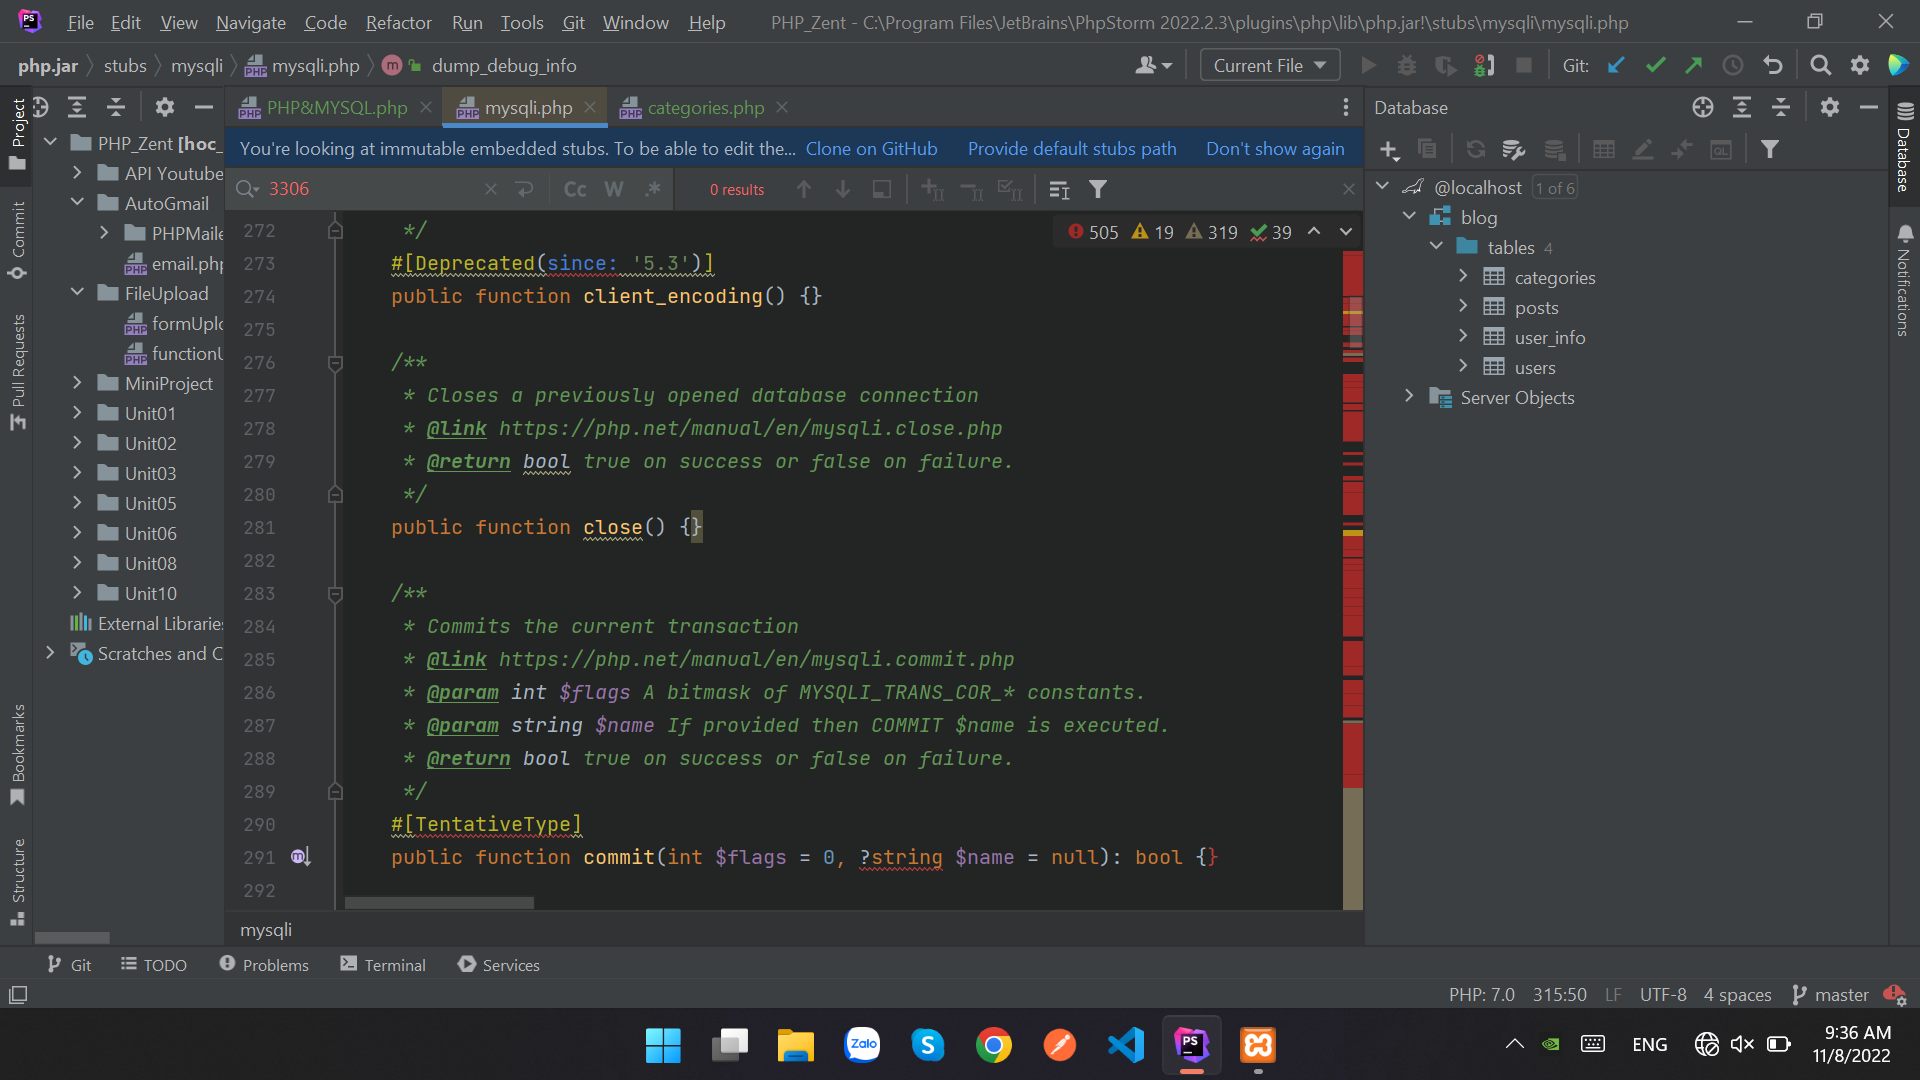 File Edit View Navigate Code Refactor Run Tools Git Window Help PHP_Zent - C:\Program Files\JetBrains\PhpStorm 2022.2.3\plugins\php\lib\php.jar!\stubs\mysqli\mysqli.php
php.jar stubs mysqli mysqli.php dump_debug_info Current File Git:
PHP&MYSQL.php mysqli.php categories.php
Database
You're looking at immutable embedded stubs. To be able to edit the... Clone on GitHub Provide default stubs path Don't show again
3306 Cc W .* 0 results
505 19 319 39
Project
Commit
Pull Requests
Bookmarks
Structure
PHP_Zent [hoc_
API Youtube
AutoGmail
PHPMaile
email.php
FileUpload
formUplo
functionU
MiniProject
Unit01
Unit02
Unit03
Unit05
Unit06
Unit08
Unit10
External Libraries
Scratches and C
272 */
273 #[Deprecated(since: '5.3')]
274 public function client_encoding() {}
275
276 /**
277 * Closes a previously opened database connection
278 * @link https://php.net/manual/en/mysqli.close.php
279 * @return bool true on success or false on failure.
280 */
281 public function close() {}
282
283 /**
284 * Commits the current transaction
285 * @link https://php.net/manual/en/mysqli.commit.php
286 * @param int $flags A bitmask of MYSQLI_TRANS_COR_* constants.
287 * @param string $name If provided then COMMIT $name is executed.
288 * @return bool true on success or false on failure.
289 */
290 #[TentativeType]
291 public function commit(int $flags = 0, ?string $name = null): bool {}
292
mysqli
@localhost 1 of 6
blog
tables 4
categories
posts
user_info
users
Server Objects
Database
Notifications
Git TODO Problems Terminal Services
PHP: 7.0 315:50 LF UTF-8 4 spaces master
Zalo
ENG
9:36 AM
11/8/2022